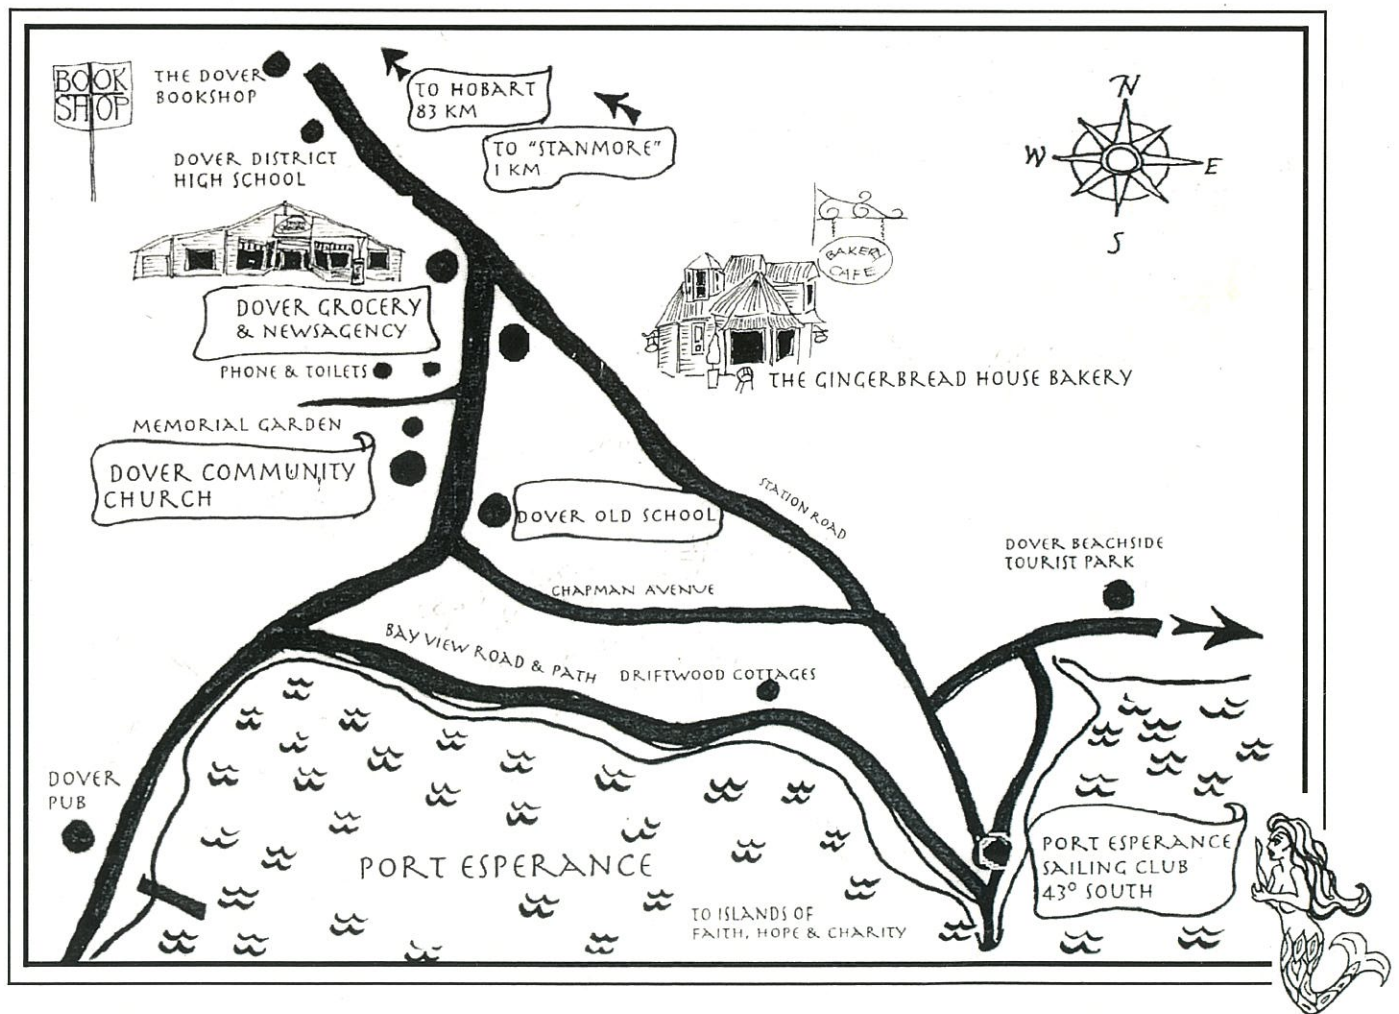 BOOK
SHOP
THE DOVER
BOOKSHOP
TO HOBART
83 KM
TO "STANMORE"
1 KM
N
W
E
S
DOVER DISTRICT
HIGH SCHOOL
BAKERY
CAFE
DOVER GROCERY
& NEWSAGENCY
PHONE & TOILETS
THE GINGERBREAD HOUSE BAKERY
MEMORIAL GARDEN
DOVER COMMUNITY
CHURCH
STATION ROAD
DOVER OLD SCHOOL
DOVER BEACHSIDE
TOURIST PARK
CHAPMAN AVENUE
BAY VIEW ROAD & PATH
DRIFTWOOD COTTAGES
DOVER
PUB
PORT ESPERANCE
PORT ESPERANCE
SAILING CLUB
43° SOUTH
TO ISLANDS OF
FAITH, HOPE & CHARITY